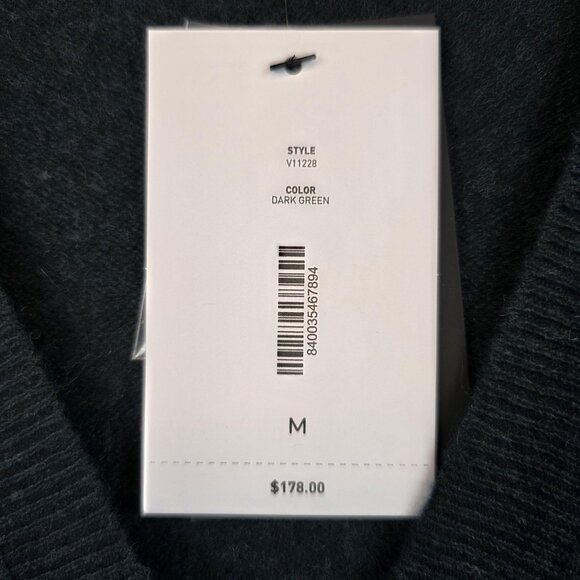 STYLE
V11228
COLOR
DARK GREEN
840035467894
M
$178.00